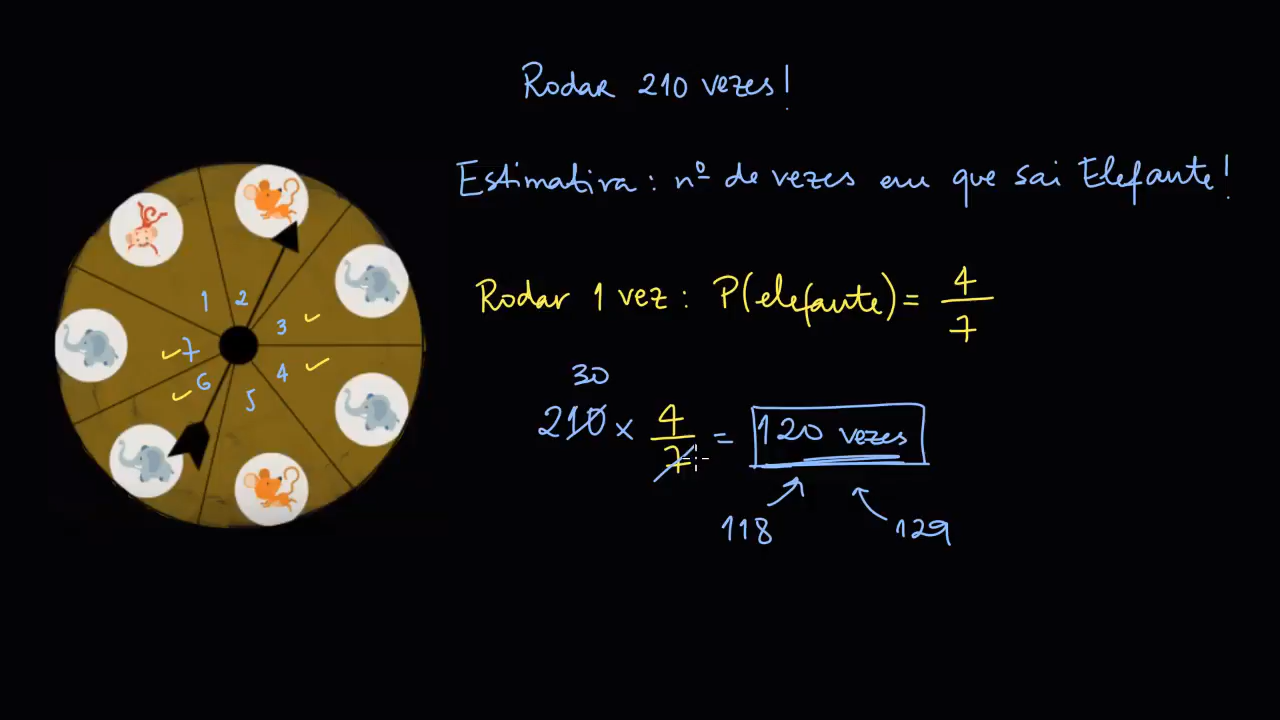 Rodar 210 vezes!
Estimativa: nº de vezes em que sai Elefante!
Rodar 1 vez: P(elefante) = 4/7
30
210 × 4/7 = 120 vezes
118 129
1 2
3
7 4
6 5